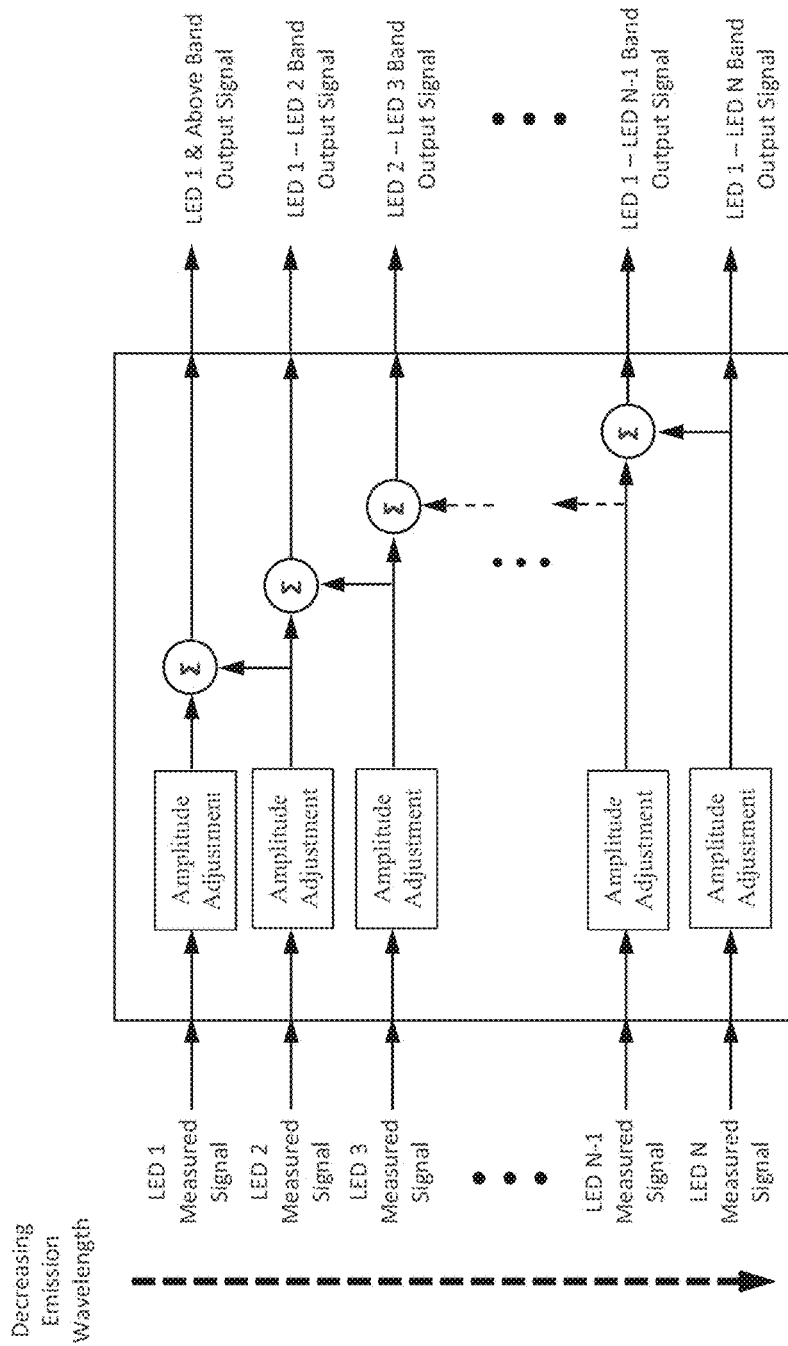 Decreasing
Emission
Wavelength
LED 1
Measured
Signal
LED 2
Measured
Signal
LED 3
Measured
Signal
LED N-1
Measured
Signal
LED N
Measured
Signal
Amplitude
Adjustment
Amplitude
Adjustment
Amplitude
Adjustment
Amplitude
Adjustment
Amplitude
Adjustment
Σ
Σ
Σ
Σ
LED 1 & Above Band
Output Signal
LED 1 – LED 2 Band
Output Signal
LED 2 – LED 3 Band
Output Signal
LED 1 – LED N-1 Band
Output Signal
LED 1 – LED N Band
Output Signal